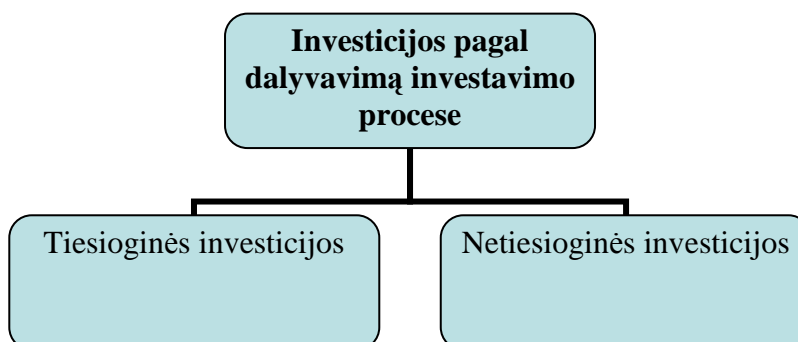 Investicijos pagal
dalyvavimą investavimo
procese
Tiesioginės investicijos
Netiesioginės investicijos